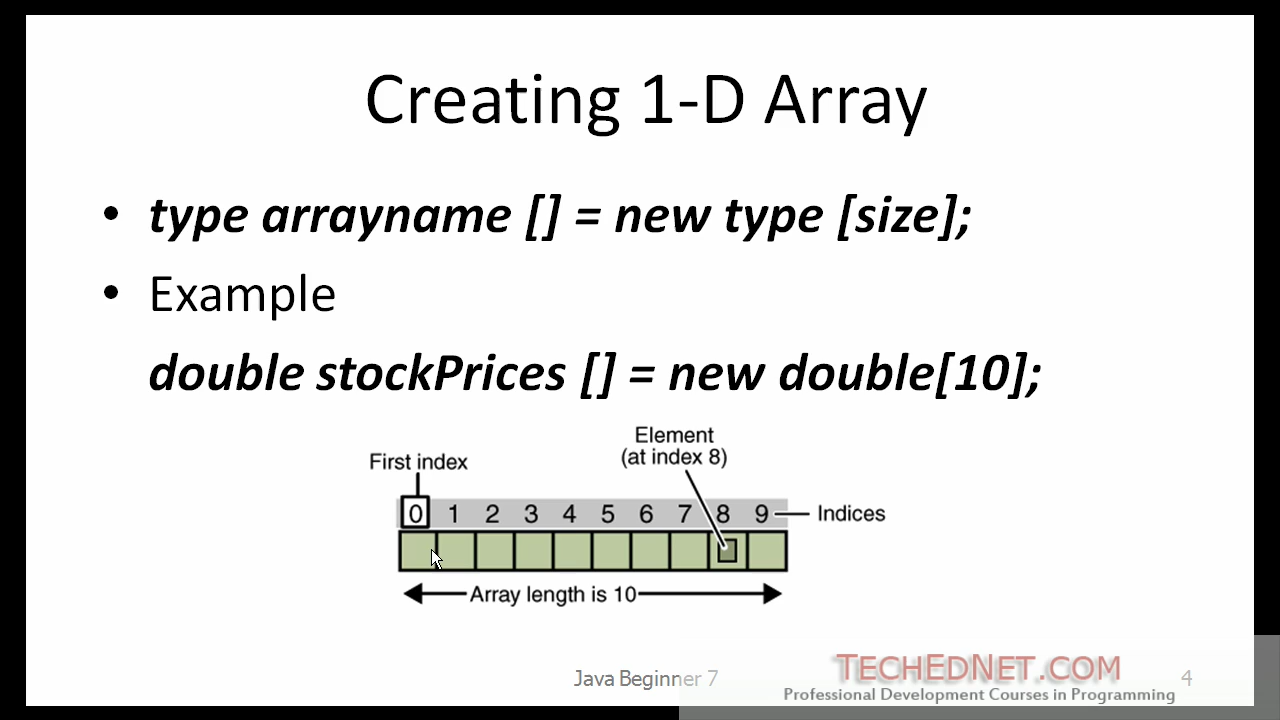 Creating 1-D Array
• type arrayname [] = new type [size];
• Example
double stockPrices [] = new double[10];
Element
(at index 8)
First index
0 1 2 3 4 5 6 7 8 9 Indices
Array length is 10
Java Beginner 7
TECHEDNET.COM
4
Professional Development Courses in Programming